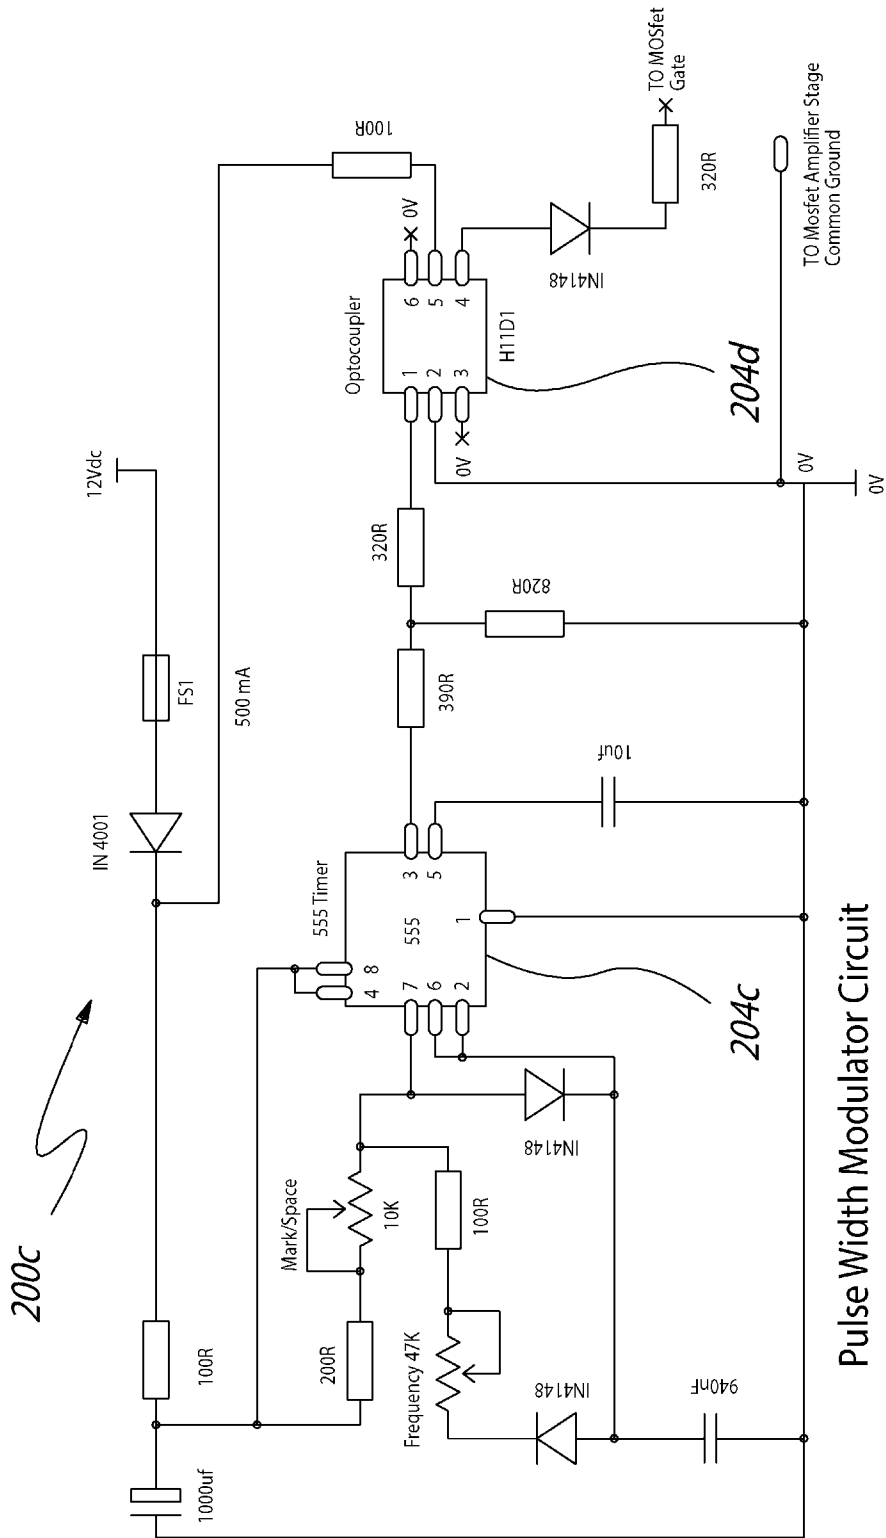 200c
12Vdc
FS1
IN 4001
500 mA
100R
1000uf
100R
Optocoupler
6
0V
5
4
1
2
3
0V
H11D1
IN4148
320R
TO MOSfet
Gate
204d
TO Mosfet Amplifier Stage
Common Ground
320R
390R
820R
0V
0V
555 Timer
555
4
8
3
5
1
7
6
2
10uf
204c
Mark/Space
10K
200R
100R
Frequency 47K
IN4148
IN4148
940nF
Pulse Width Modulator Circuit